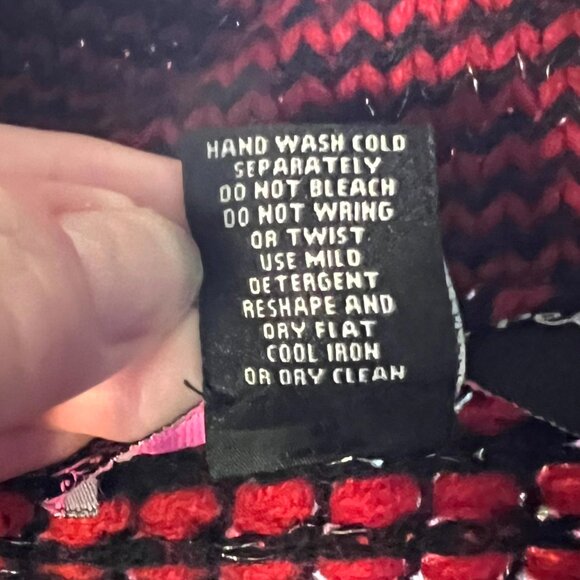 HAND WASH COLD
SEPARATELY
DO NOT BLEACH
DO NOT WRING
OR TWIST
USE MILD
DETERGENT
RESHAPE AND
DRY FLAT
COOL IRON
OR DRY CLEAN